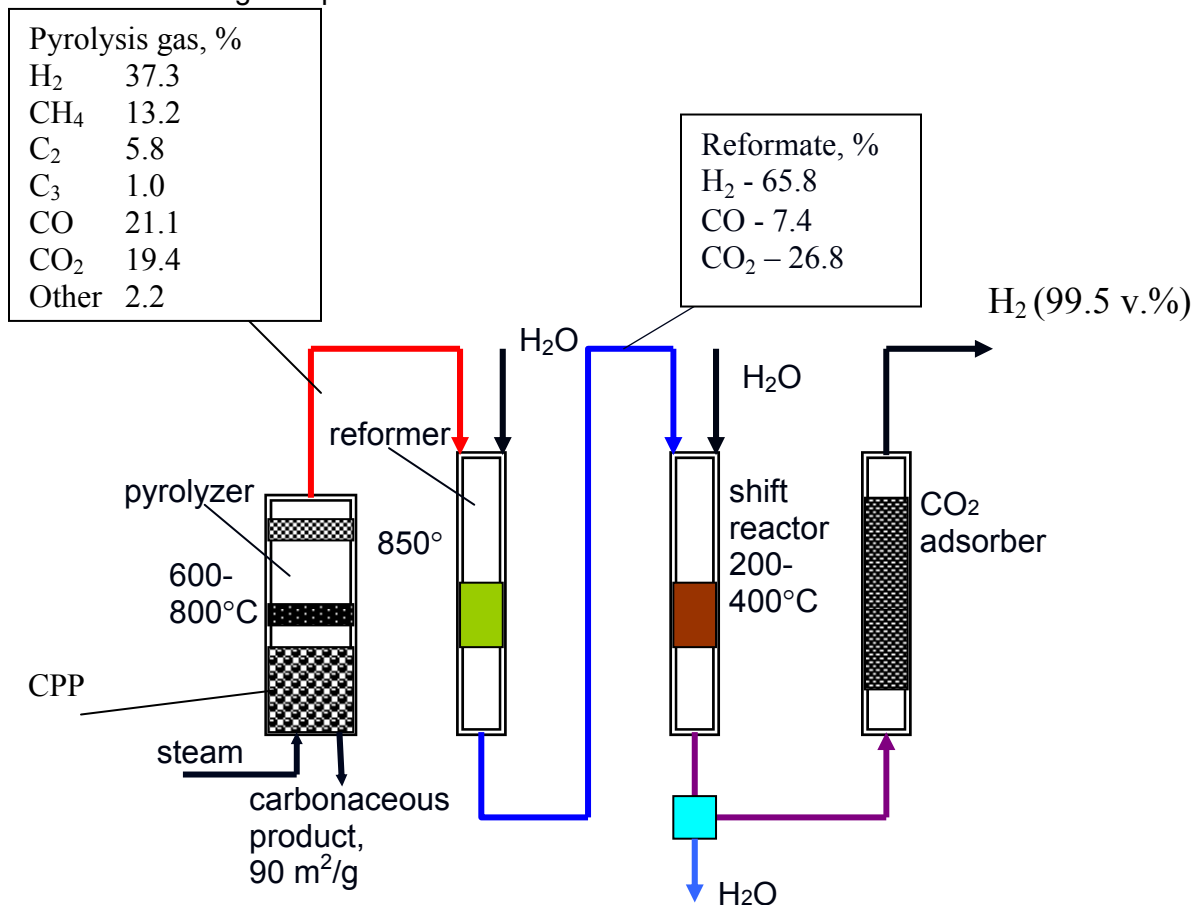 Pyrolysis gas, %
H₂ 37.3
CH₄ 13.2
C₂ 5.8
C₃ 1.0
CO 21.1
CO₂ 19.4
Other 2.2
Reformate, %
H₂ - 65.8
CO - 7.4
CO₂ – 26.8
H₂ (99.5 v.%)
H₂O
H₂O
reformer
pyrolyzer
600-
800°C
850°
shift
reactor
200-
400°C
CO₂
adsorber
CPP
steam
carbonaceous
product,
90 m²/g
H₂O